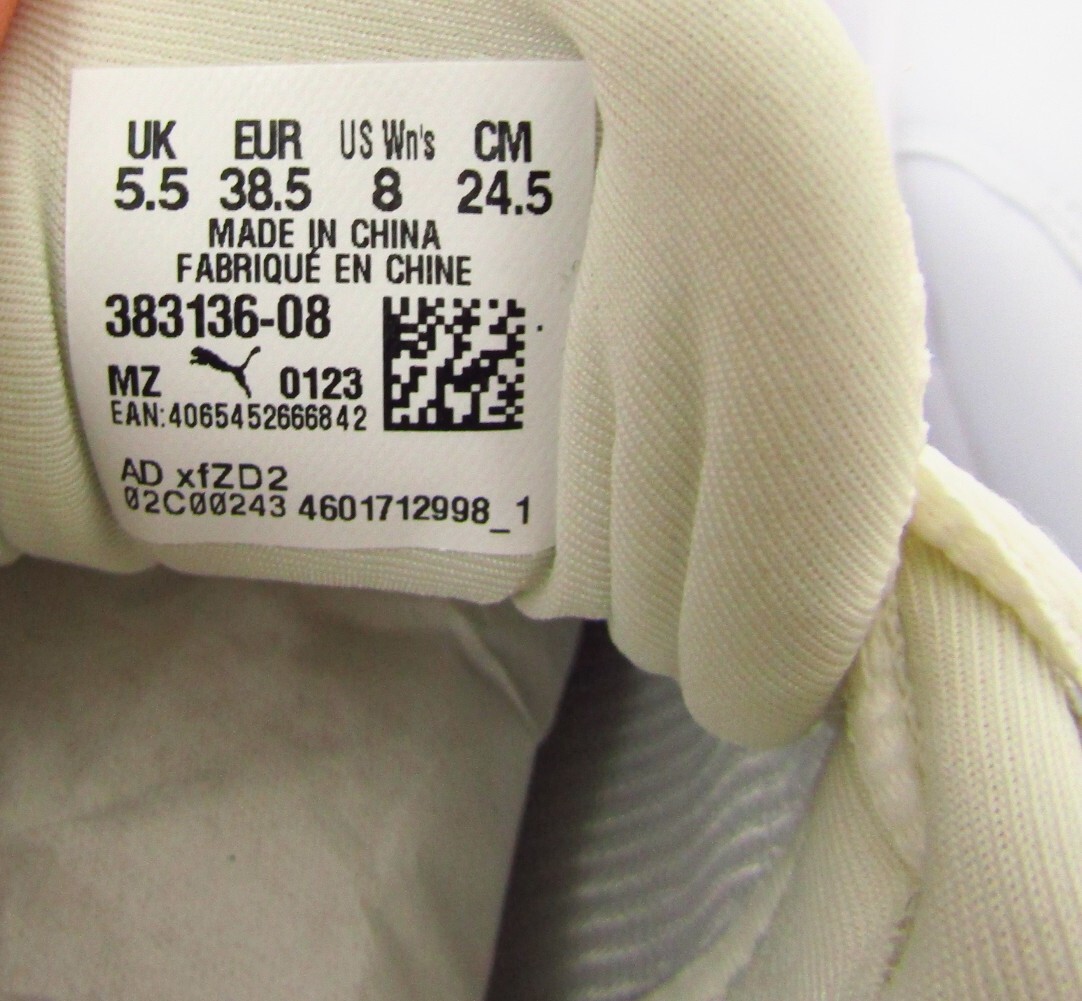 UK EUR US Wn's CM
5.5 38.5 8 24.5
MADE IN CHINA
FABRIQUÉ EN CHINE
383136-08
MZ 0123
EAN:4065452666842
AD xfZD2
02C00243 4601712998_1